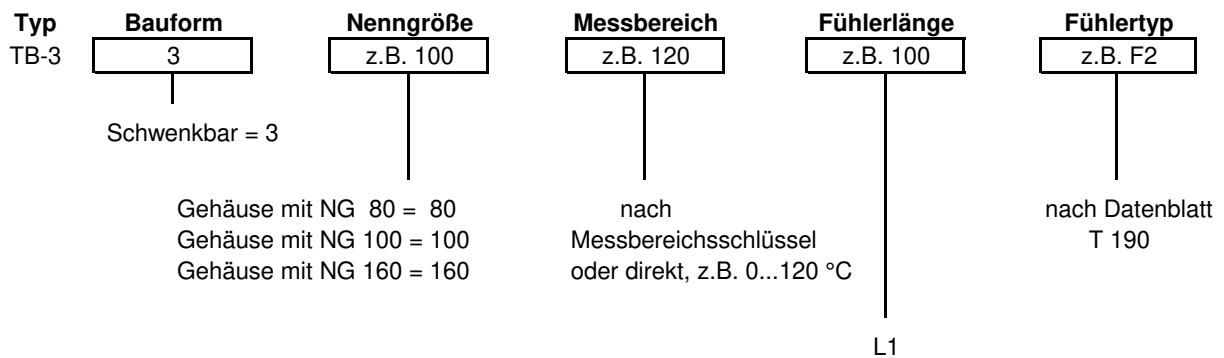 Typ Bauform Nenngröße Messbereich Fühlerlänge Fühlertyp
TB-3 3 z.B. 100 z.B. 120 z.B. 100 z.B. F2
Schwenkbar = 3
Gehäuse mit NG 80 = 80 nach nach Datenblatt
Gehäuse mit NG 100 = 100 Messbereichsschlüssel T 190
Gehäuse mit NG 160 = 160 oder direkt, z.B. 0...120 °C
L1